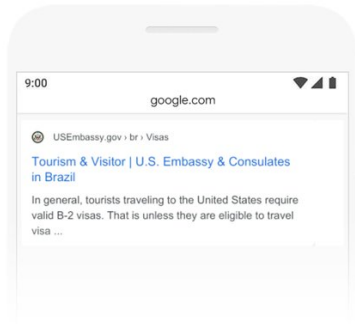 9:00
google.com
USEmbassy.gov › br › Visas
Tourism & Visitor | U.S. Embassy & Consulates
in Brazil
In general, tourists traveling to the United States require
valid B-2 visas. That is unless they are eligible to travel
visa ...